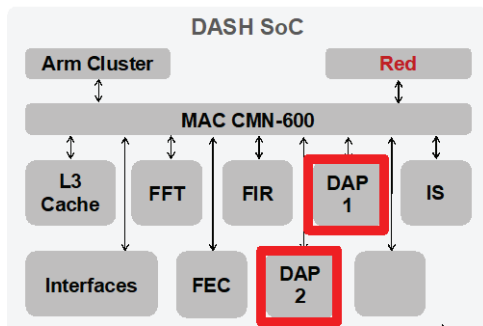 DASH SoC
Arm Cluster
Red
MAC CMN-600
L3
Cache
FFT
FIR
DAP
1
IS
Interfaces
FEC
DAP
2